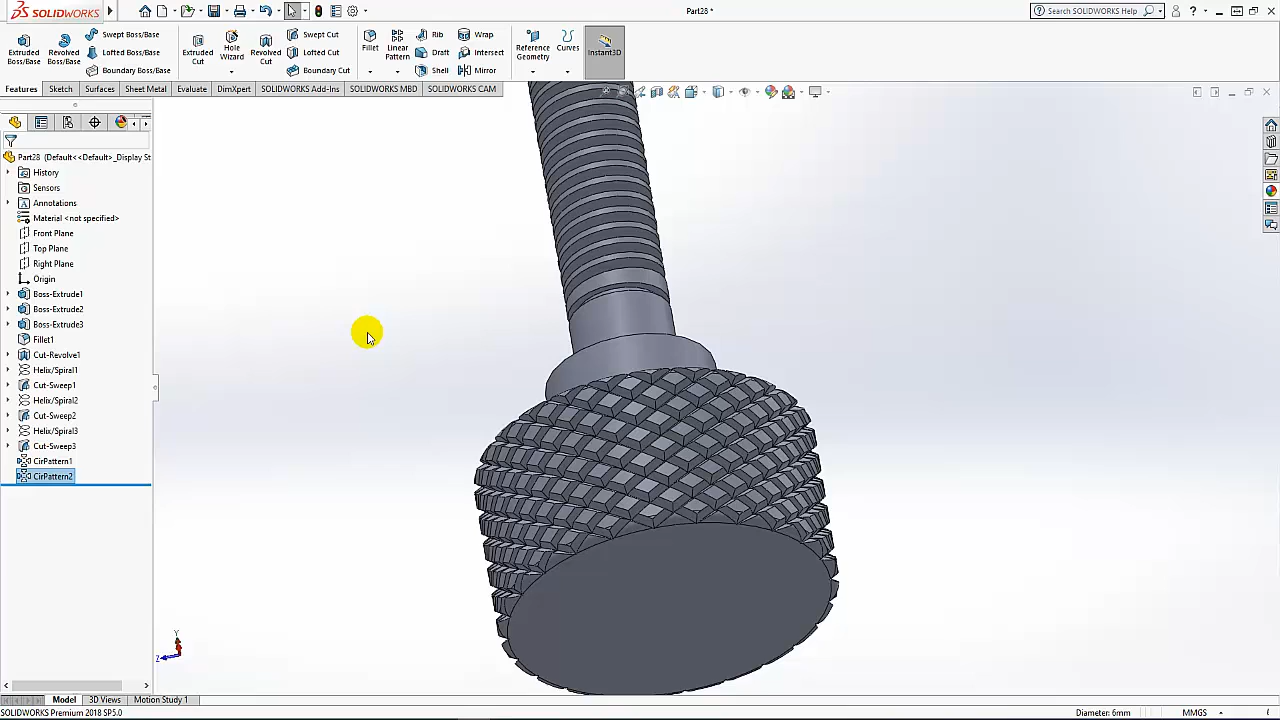 SOLIDWORKS
Part28 *
Search SOLIDWORKS Help
Extruded Boss/Base
Revolved Boss/Base
Swept Boss/Base
Lofted Boss/Base
Boundary Boss/Base
Extruded Cut
Hole Wizard
Revolved Cut
Swept Cut
Lofted Cut
Boundary Cut
Fillet
Linear Pattern
Rib
Draft
Shell
Wrap
Intersect
Mirror
Reference Geometry
Curves
Instant3D
Features
Sketch
Surfaces
Sheet Metal
Evaluate
DimXpert
SOLIDWORKS Add-Ins
SOLIDWORKS MBD
SOLIDWORKS CAM
Part28 (Default<<Default>_Display St
History
Sensors
Annotations
Material <not specified>
Front Plane
Top Plane
Right Plane
Origin
Boss-Extrude1
Boss-Extrude2
Boss-Extrude3
Fillet1
Cut-Revolve1
Helix/Spiral1
Cut-Sweep1
Helix/Spiral2
Cut-Sweep2
Helix/Spiral3
Cut-Sweep3
CirPattern1
CirPattern2
Y
Z
Model
3D Views
Motion Study 1
SOLIDWORKS Premium 2018 SP5.0
Diameter: 6mm
MMGS